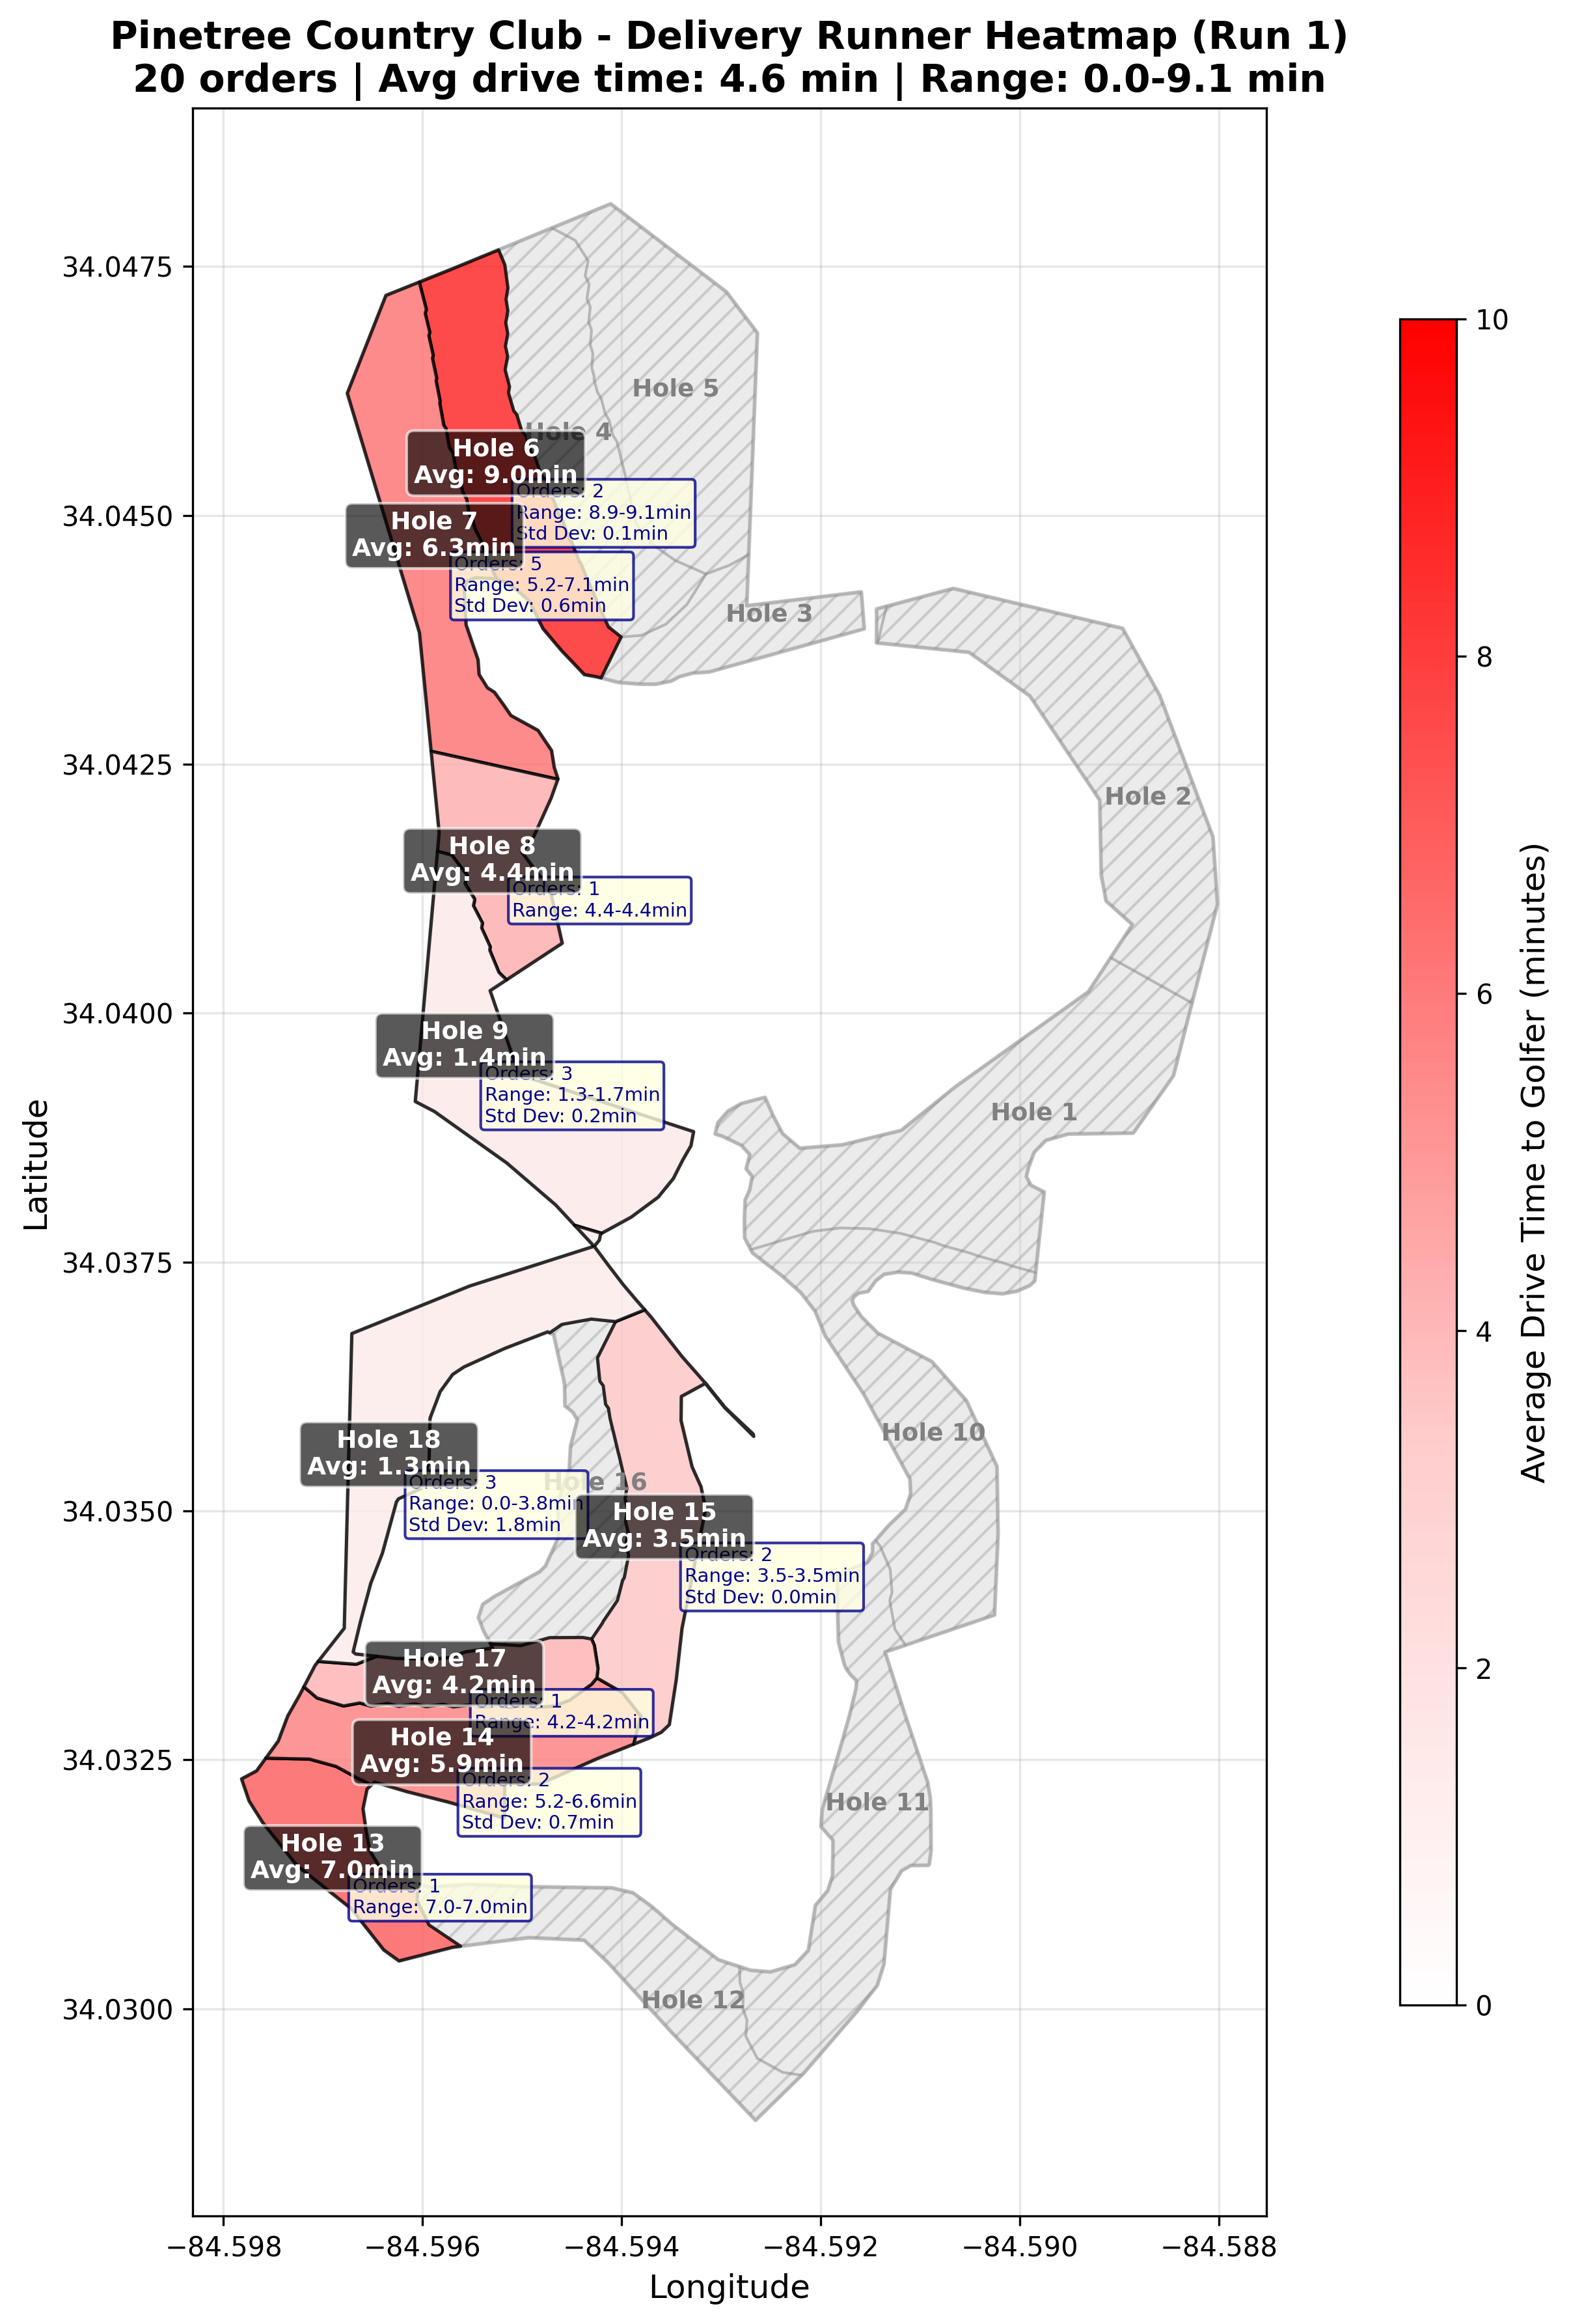 Pinetree Country Club - Delivery Runner Heatmap (Run 1)
20 orders | Avg drive time: 4.6 min | Range: 0.0-9.1 min
34.0475
34.0450
34.0425
34.0400
34.0375
34.0350
34.0325
34.0300
Latitude
−84.598
−84.596
−84.594
−84.592
−84.590
−84.588
Longitude
Hole 5
Hole 4
Hole 6
Avg: 9.0min
Orders: 2
Range: 8.9-9.1min
Std Dev: 0.1min
Hole 7
Avg: 6.3min
Orders: 5
Range: 5.2-7.1min
Std Dev: 0.6min
Hole 3
Hole 2
Hole 8
Avg: 4.4min
Orders: 1
Range: 4.4-4.4min
Hole 9
Avg: 1.4min
Orders: 3
Range: 1.3-1.7min
Std Dev: 0.2min
Hole 1
Hole 10
Hole 18
Avg: 1.3min
Orders: 3
Range: 0.0-3.8min
Std Dev: 1.8min
Hole 16
Hole 15
Avg: 3.5min
Orders: 2
Range: 3.5-3.5min
Std Dev: 0.0min
Hole 17
Avg: 4.2min
Orders: 1
Range: 4.2-4.2min
Hole 14
Avg: 5.9min
Orders: 2
Range: 5.2-6.6min
Std Dev: 0.7min
Hole 11
Hole 13
Avg: 7.0min
Orders: 1
Range: 7.0-7.0min
Hole 12
10
8
6
4
2
0
Average Drive Time to Golfer (minutes)